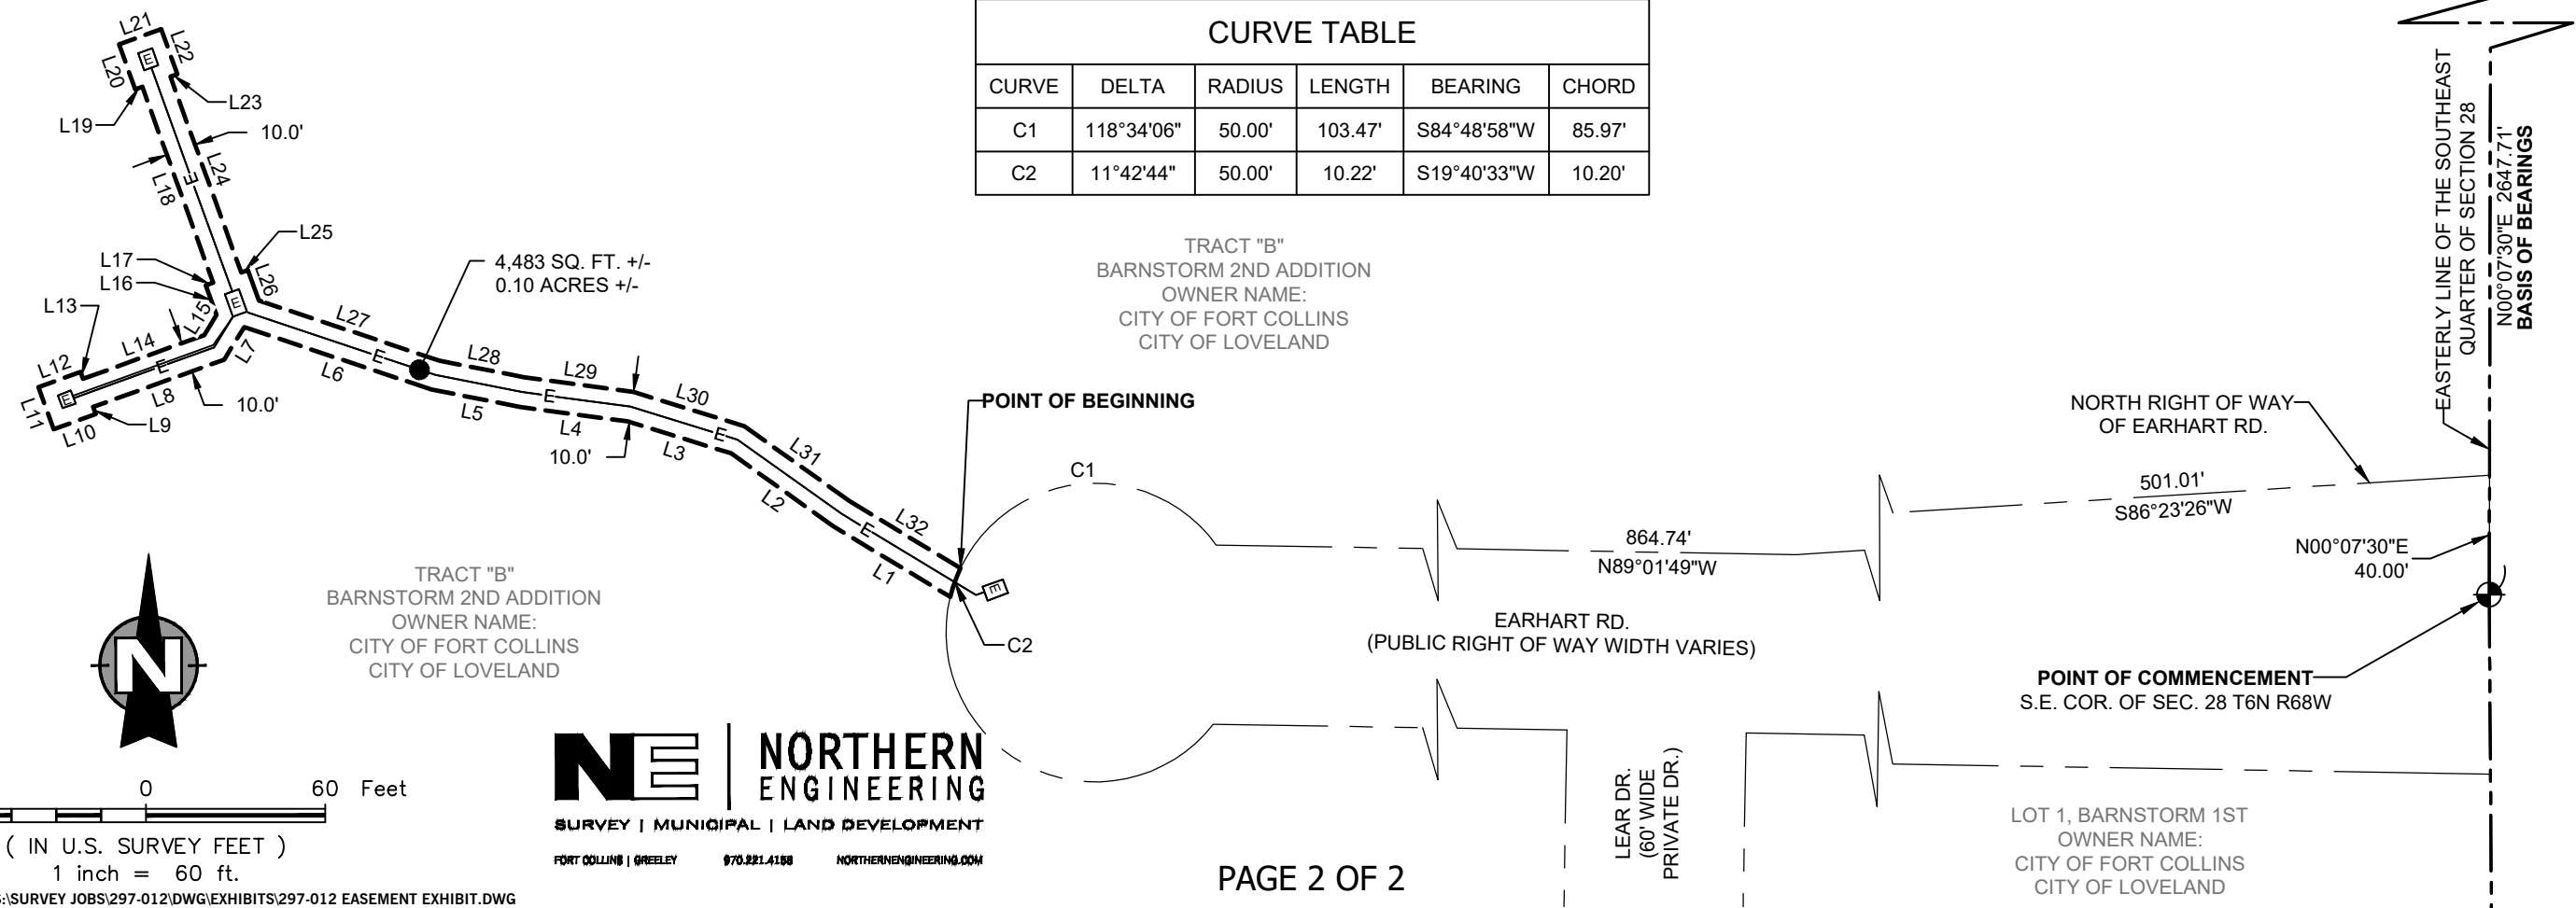 CURVE TABLE
CURVE DELTA RADIUS LENGTH BEARING CHORD
C1 118°34'06" 50.00' 103.47' S84°48'58"W 85.97'
C2 11°42'44" 50.00' 10.22' S19°40'33"W 10.20'
L21
L22
L20
L23
L19
10.0'
E
L24
L18
E
L25
L17
L16
L26
E
L13
L15
L14
L12
E
L7
E
L11
L8
10.0'
L10
L9
4,483 SQ. FT. +/-
0.10 ACRES +/-
L27
E
L6
L28
L5
L29
E
L4
10.0'
L30
E
L3
L31
L2
L32
E
L1
E
POINT OF BEGINNING
C1
C2
TRACT "B"
BARNSTORM 2ND ADDITION
OWNER NAME:
CITY OF FORT COLLINS
CITY OF LOVELAND
TRACT "B"
BARNSTORM 2ND ADDITION
OWNER NAME:
CITY OF FORT COLLINS
CITY OF LOVELAND
EASTERLY LINE OF THE SOUTHEAST
QUARTER OF SECTION 28
N00°07'30"E 2647.71'
BASIS OF BEARINGS
NORTH RIGHT OF WAY
OF EARHART RD.
501.01'
S86°23'26"W
864.74'
N89°01'49"W
N00°07'30"E
40.00'
EARHART RD.
(PUBLIC RIGHT OF WAY WIDTH VARIES)
POINT OF COMMENCEMENT
S.E. COR. OF SEC. 28 T6N R68W
LEAR DR.
(60' WIDE
PRIVATE DR.)
LOT 1, BARNSTORM 1ST
OWNER NAME:
CITY OF FORT COLLINS
CITY OF LOVELAND
N
0 60 Feet
( IN U.S. SURVEY FEET )
1 inch = 60 ft.
:\SURVEY JOBS\297-012\DWG\EXHIBITS\297-012 EASEMENT EXHIBIT.DWG
NE NORTHERN
ENGINEERING
SURVEY | MUNICIPAL | LAND DEVELOPMENT
FORT COLLINS | GREELEY 970.221.4158 NORTHERNENGINEERING.COM
PAGE 2 OF 2